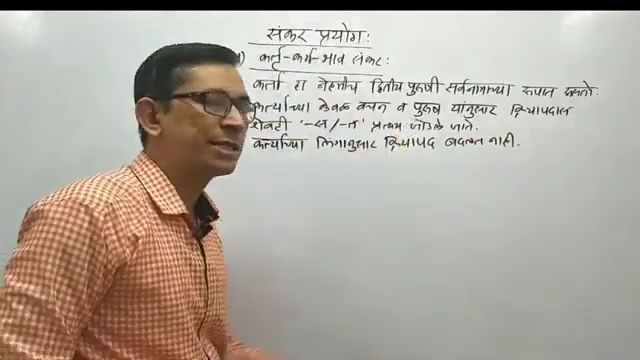 संकर प्रयोग:
) कर्तृ-कर्म-भाव संकर:
कर्ता हा नेहमीच द्वितीय पुरुषी सर्वनामाच्या रूपात असतो.
कर्त्याच्या केवळ वचन व पुरुष यांनुसार क्रियापदास
शेवटी '-स/-त' प्रत्यय जोडले जाते.
कर्त्याच्या लिंगानुसार क्रियापद बदलत नाही.